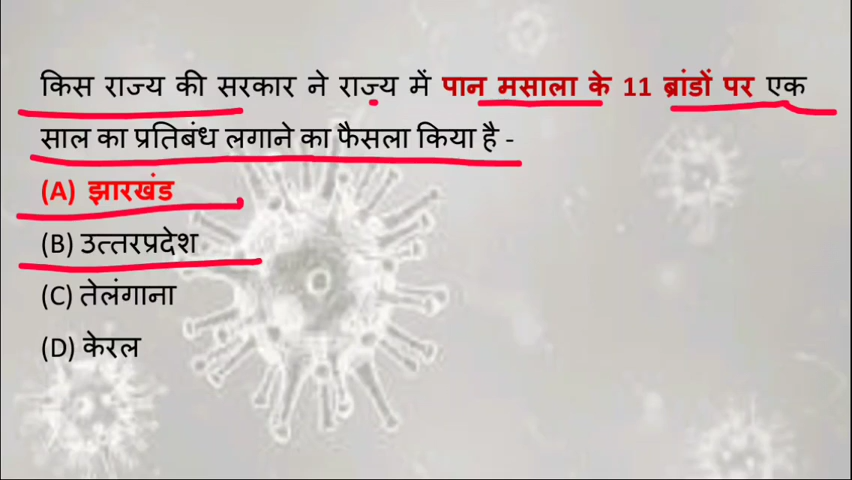 किस राज्य की सरकार ने राज्य में पान मसाला के 11 ब्रांडों पर एक
साल का प्रतिबंध लगाने का फैसला किया है -
(A) झारखंड
(B) उत्तरप्रदेश
(C) तेलंगाना
(D) केरल